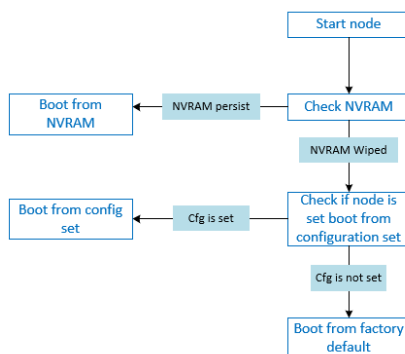 Start node
Boot from
NVRAM
NVRAM persist
Check NVRAM
NVRAM Wiped
Boot from config
set
Cfg is set
Check if node is
set boot from
configuration set
Cfg is not set
Boot from factory
default